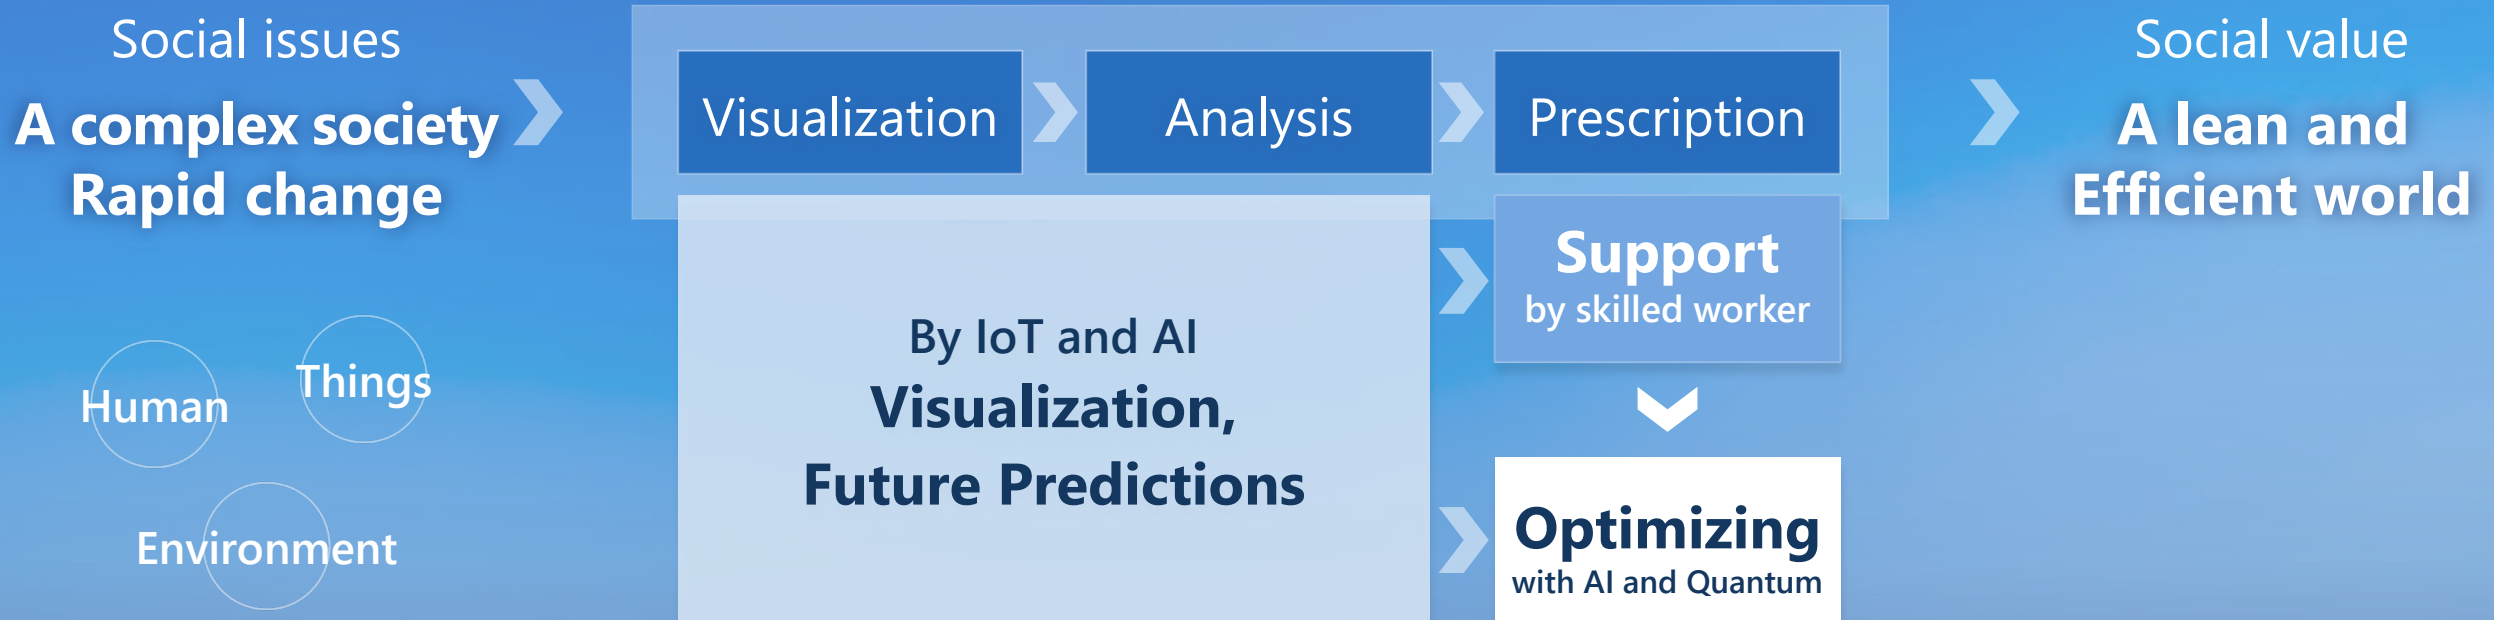 Social issues
A complex society
Rapid change
Human
Things
Environment
Visualization
Analysis
Prescription
By IoT and AI
Visualization,
Future Predictions
Support
by skilled worker
Optimizing
with AI and Quantum
Social value
A lean and
Efficient world